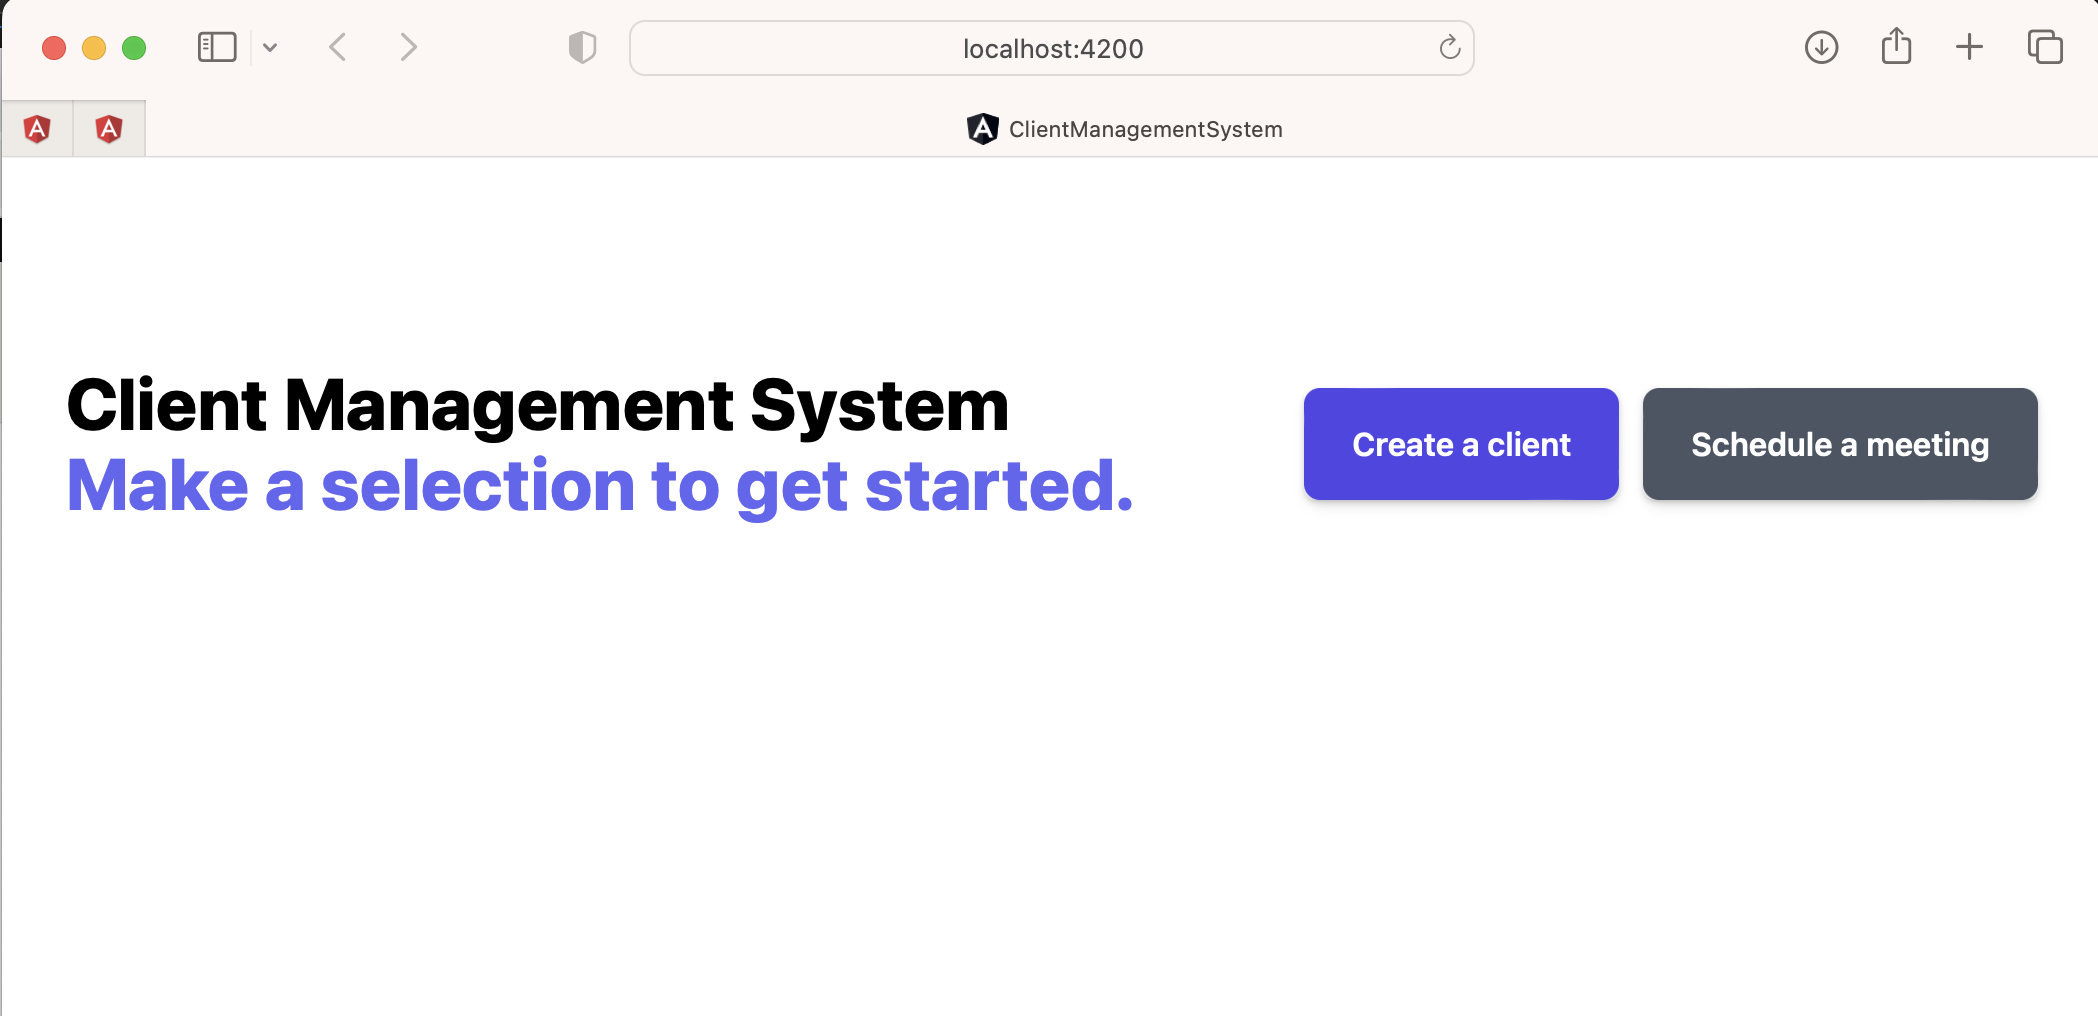 localhost:4200
ClientManagementSystem
Client Management System
Make a selection to get started.
Create a client
Schedule a meeting